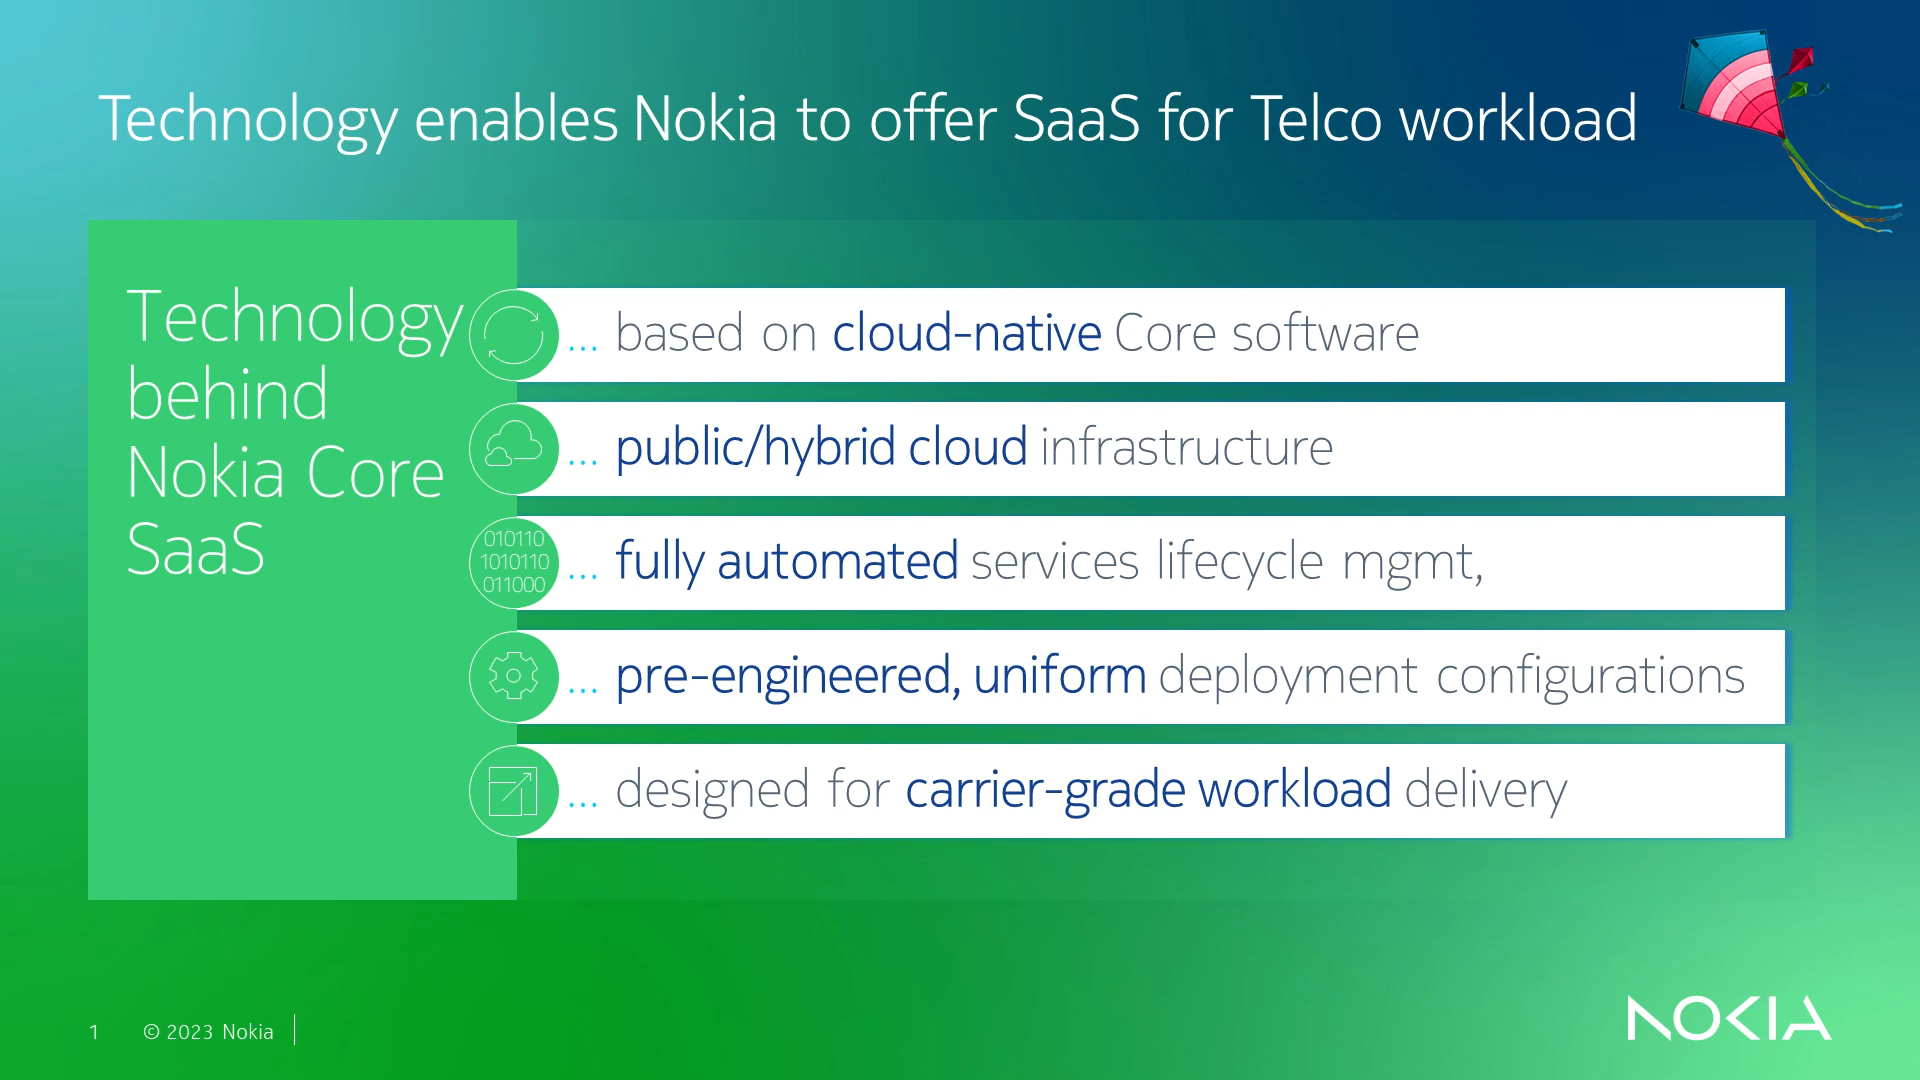 Technology enables Nokia to offer SaaS for Telco workload
Technology
behind
Nokia Core
SaaS
... based on cloud-native Core software
... public/hybrid cloud infrastructure
010110
1010110
011000
... fully automated services lifecycle mgmt,
... pre-engineered, uniform deployment configurations
... designed for carrier-grade workload delivery
1 © 2023 Nokia
NOKIA